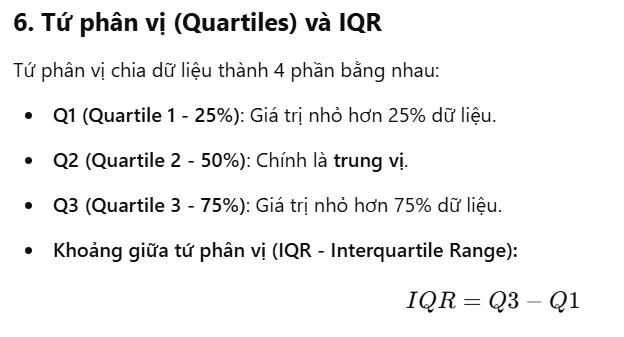 6. Tứ phân vị (Quartiles) và IQR
Tứ phân vị chia dữ liệu thành 4 phần bằng nhau:
• Q1 (Quartile 1 - 25%): Giá trị nhỏ hơn 25% dữ liệu.
• Q2 (Quartile 2 - 50%): Chính là trung vị.
• Q3 (Quartile 3 - 75%): Giá trị nhỏ hơn 75% dữ liệu.
• Khoảng giữa tứ phân vị (IQR - Interquartile Range):
IQR = Q3 − Q1